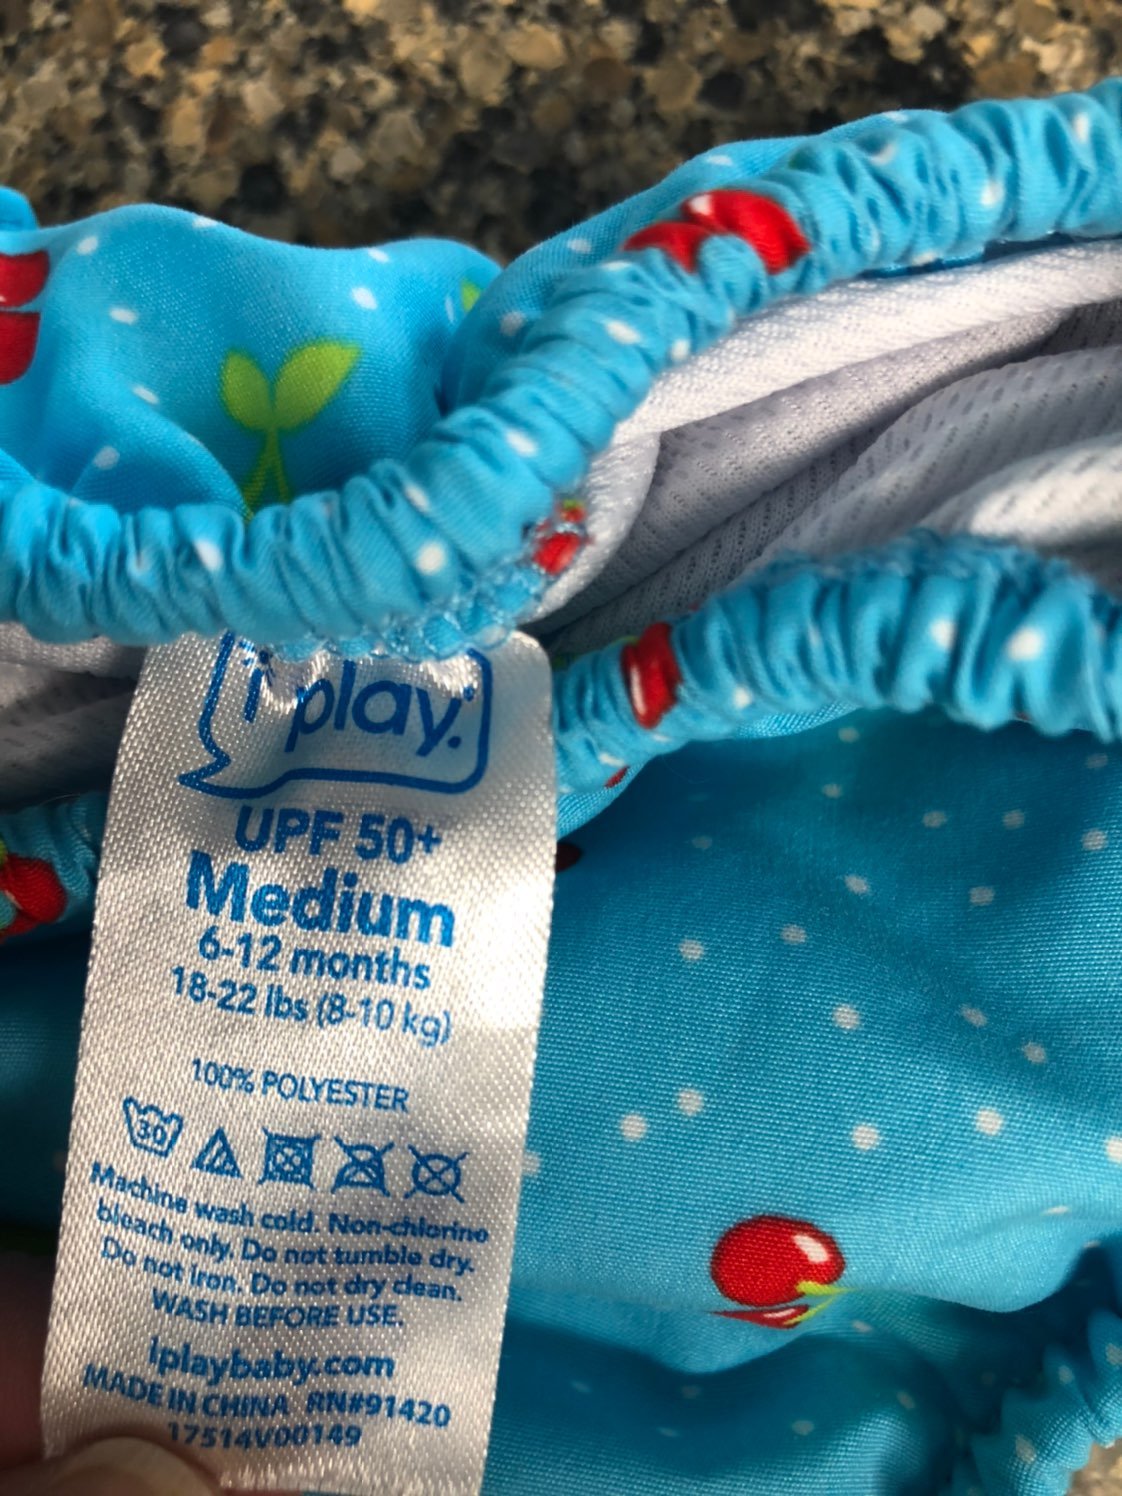 i play.
UPF 50+
Medium
6-12 months
18-22 lbs (8-10 kg)
100% POLYESTER
30
Machine wash cold. Non-chlorine
bleach only. Do not tumble dry.
Do not iron. Do not dry clean.
WASH BEFORE USE.
Iplaybaby.com
MADE IN CHINA RN#91420
17514V00149